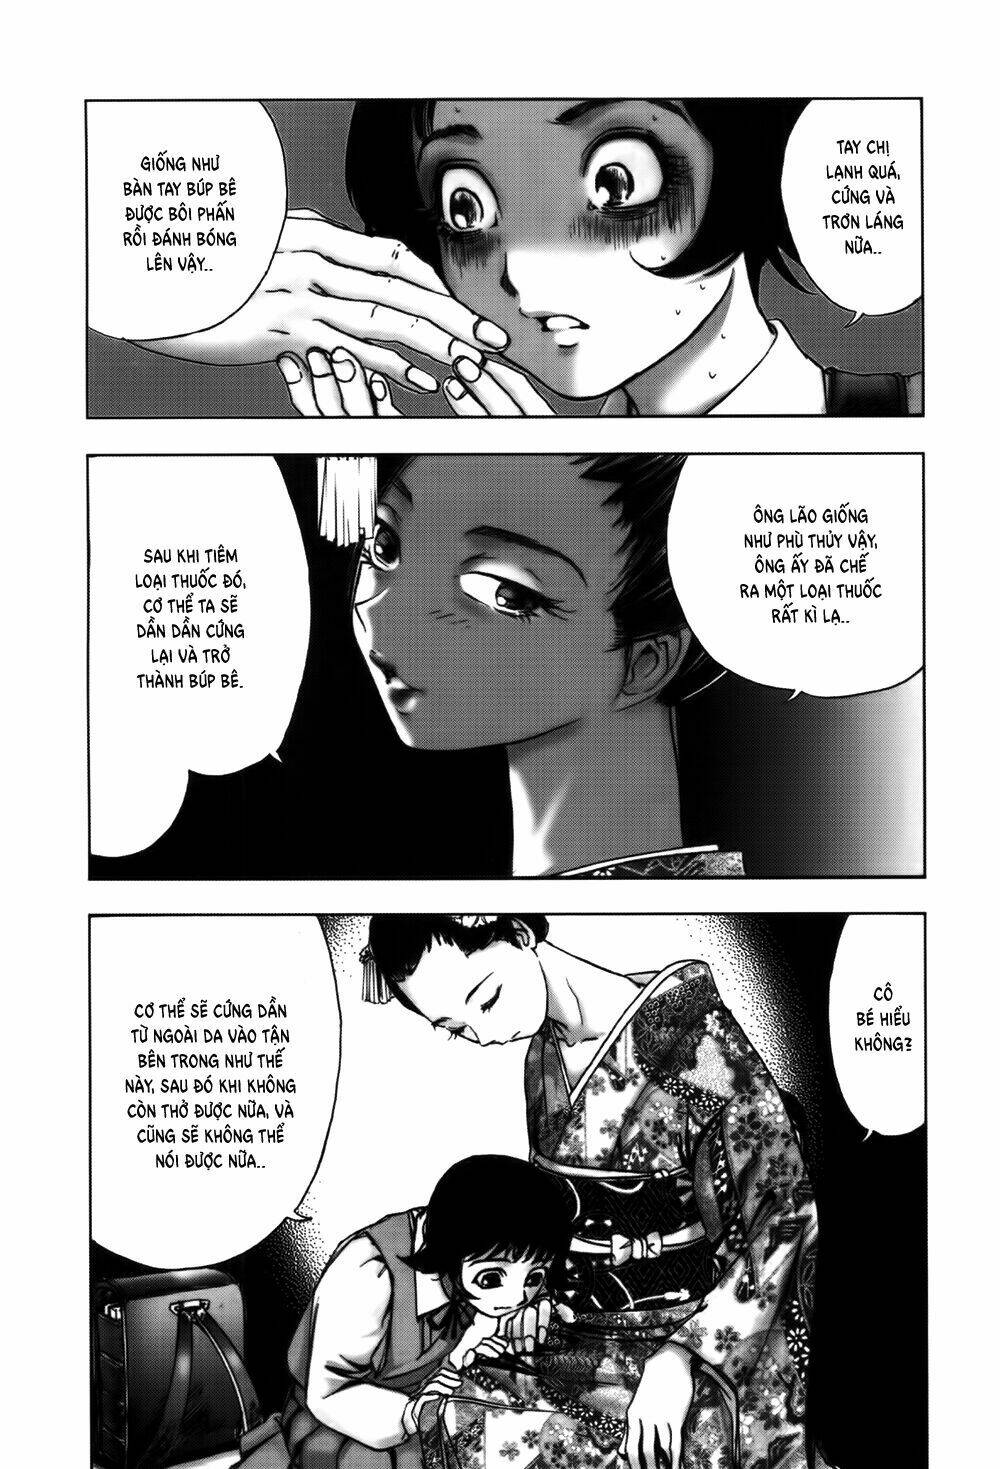 TAY CHỊ
LẠNH QUÁ,
CỨNG VÀ
TRƠN LÁNG
NỮA..
GIỐNG NHƯ
BÀN TAY BÚP BÊ
ĐƯỢC BÔI PHẤN
RỒI ĐÁNH BÓNG
LÊN VẬY..
ÔNG LÃO GIỐNG
NHƯ PHÙ THỦY VẬY,
ÔNG ẤY ĐÃ CHẾ
RA MỘT LOẠI THUỐC
RẤT KÌ LẠ..
SAU KHI TIÊM
LOẠI THUỐC ĐÓ,
CƠ THỂ TA SẼ
DẦN DẦN CỨNG
LẠI VÀ TRỞ
THÀNH BÚP BÊ.
CÔ
BÉ HIỂU
KHÔNG?
CƠ THỂ SẼ CỨNG DẦN
TỪ NGOÀI DA VÀO TẬN
BÊN TRONG NHƯ THẾ
NÀY, SAU ĐÓ KHI KHÔNG
CÒN THỞ ĐƯỢC NỮA, VÀ
CŨNG SẼ KHÔNG THỂ
NÓI ĐƯỢC NỮA..